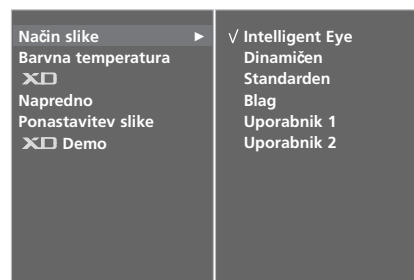 Način slike ►
Barvna temperatura
XD
Napredno
Ponastavitev slike
XD Demo
√ Intelligent Eye
Dinamičen
Standarden
Blag
Uporabnik 1
Uporabnik 2